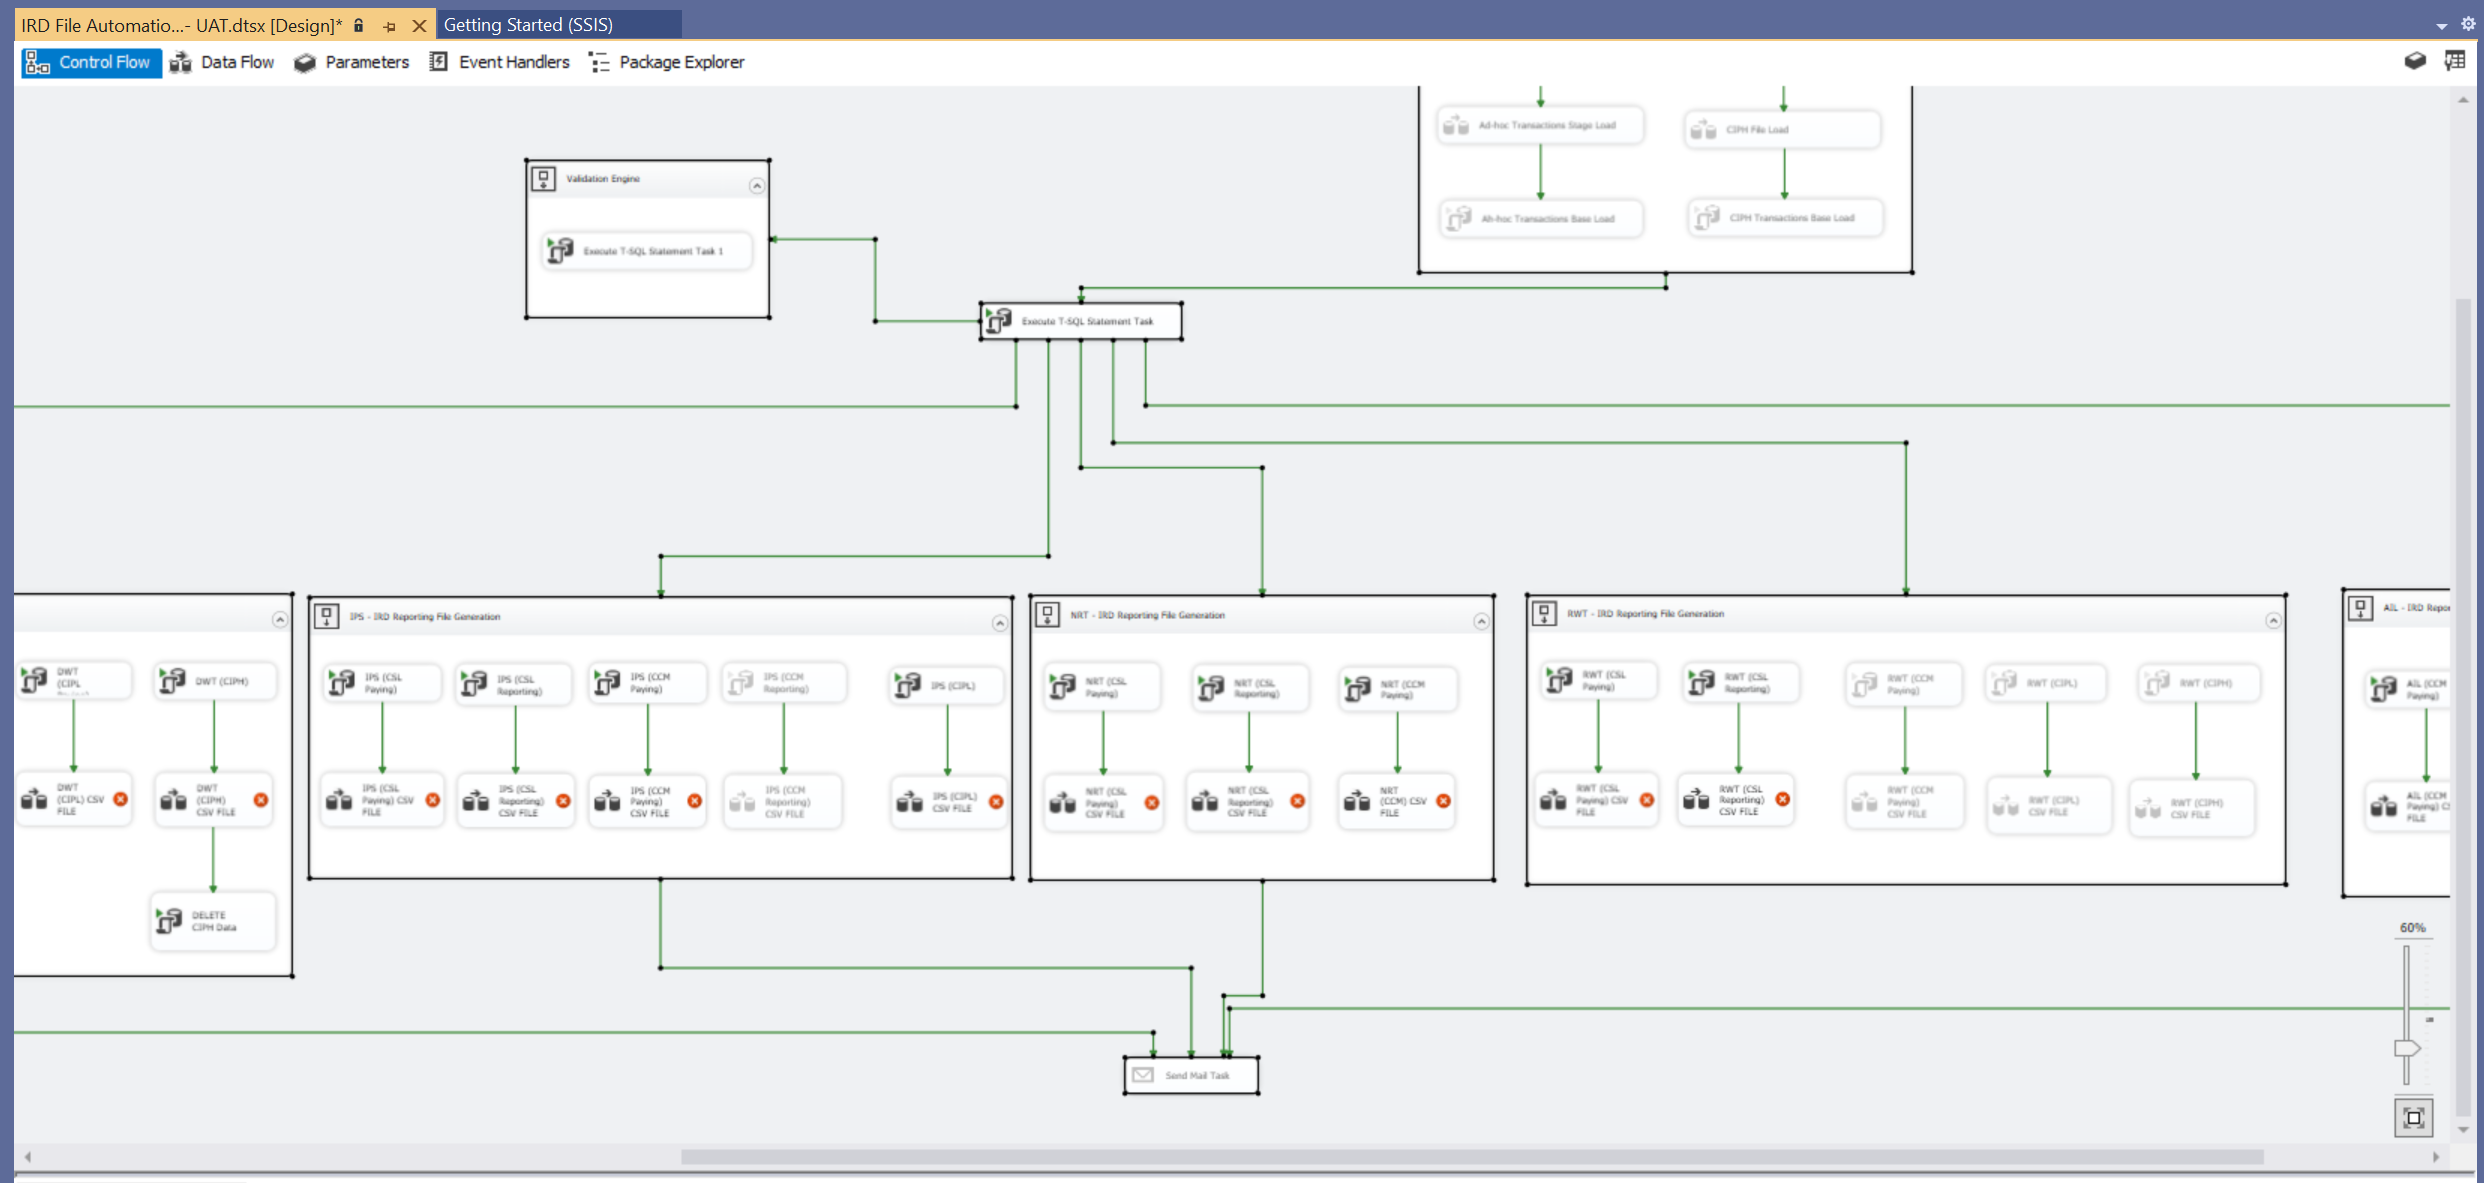 IRD File Automatio...- UAT.dtsx [Design]*
Getting Started (SSIS)
Control Flow
Data Flow
Parameters
Event Handlers
Package Explorer
Ad-hoc Transactions Stage Load
CIPH File Load
Ah-hoc Transactions Base Load
CIPH Transactions Base Load
Validation Engine
Execute T-SQL Statement Task 1
Execute T-SQL Statement Task
IPS - IRD Reporting File Generation
NRT - IRD Reporting File Generation
RWT - IRD Reporting File Generation
AIL - IRD Repor
DWT
(CIPL
DWT (CIPH)
IPS (CSL
Paying)
IPS (CSL
Reporting)
IPS (CCM
Paying)
IPS (CCM
Reporting)
IPS (CIPL)
NRT (CSL
Paying)
NRT (CSL
Reporting)
NRT (CCM
Paying)
RWT (CSL
Paying)
RWT (CSL
Reporting)
RWT (CCM
Paying)
RWT (CIPL)
RWT (CIPH)
AIL (CCM
Paying)
DWT
(CIPL) CSV
FILE
DWT
(CIPH)
CSV FILE
IPS (CSL
Paying) CSV
FILE
IPS (CSL
Reporting)
CSV FILE
IPS (CCM
Paying)
CSV FILE
IPS (CCM
Reporting)
CSV FILE
IPS (CIPL)
CSV FILE
NRT (CSL
Paying)
CSV FILE
NRT (CSL
Reporting)
CSV FILE
NRT
(CCM) CSV
FILE
RWT (CSL
Paying) CSV
FILE
RWT (CSL
Reporting)
CSV FILE
RWT (CCM
Paying)
CSV FILE
RWT (CIPL)
CSV FILE
RWT (CIPH)
CSV FILE
AIL (CCM
Paying) CS
FILE
DELETE
CIPH Data
60%
Send Mail Task